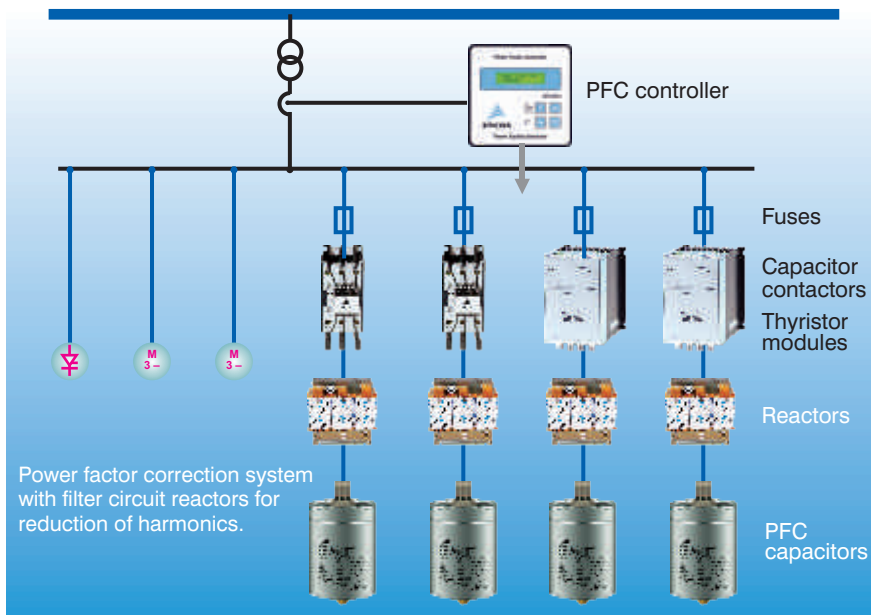 PFC controller
Fuses
Capacitor
contactors
Thyristor
modules
M
3 ~
M
3 ~
Reactors
Power factor correction system
with filter circuit reactors for
reduction of harmonics.
PFC
capacitors